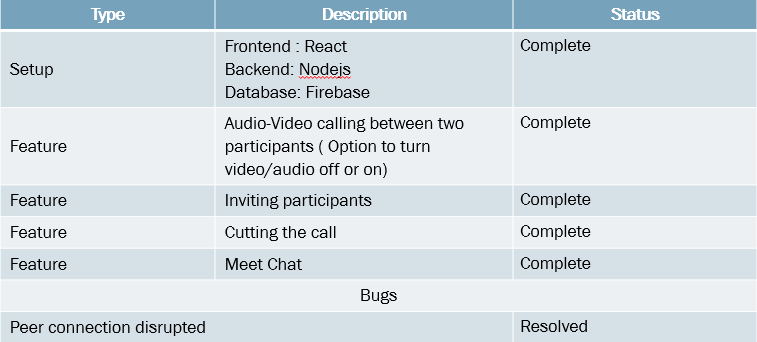 Type Description Status
Frontend : React
Backend: Nodejs
Database: Firebase
Setup
Complete
Audio-Video calling between two
participants ( Option to turn
video/audio off or on)
Feature
Complete
Feature Inviting participants Complete
Feature Cutting the call Complete
Feature Meet Chat Complete
Bugs
Peer connection disrupted Resolved